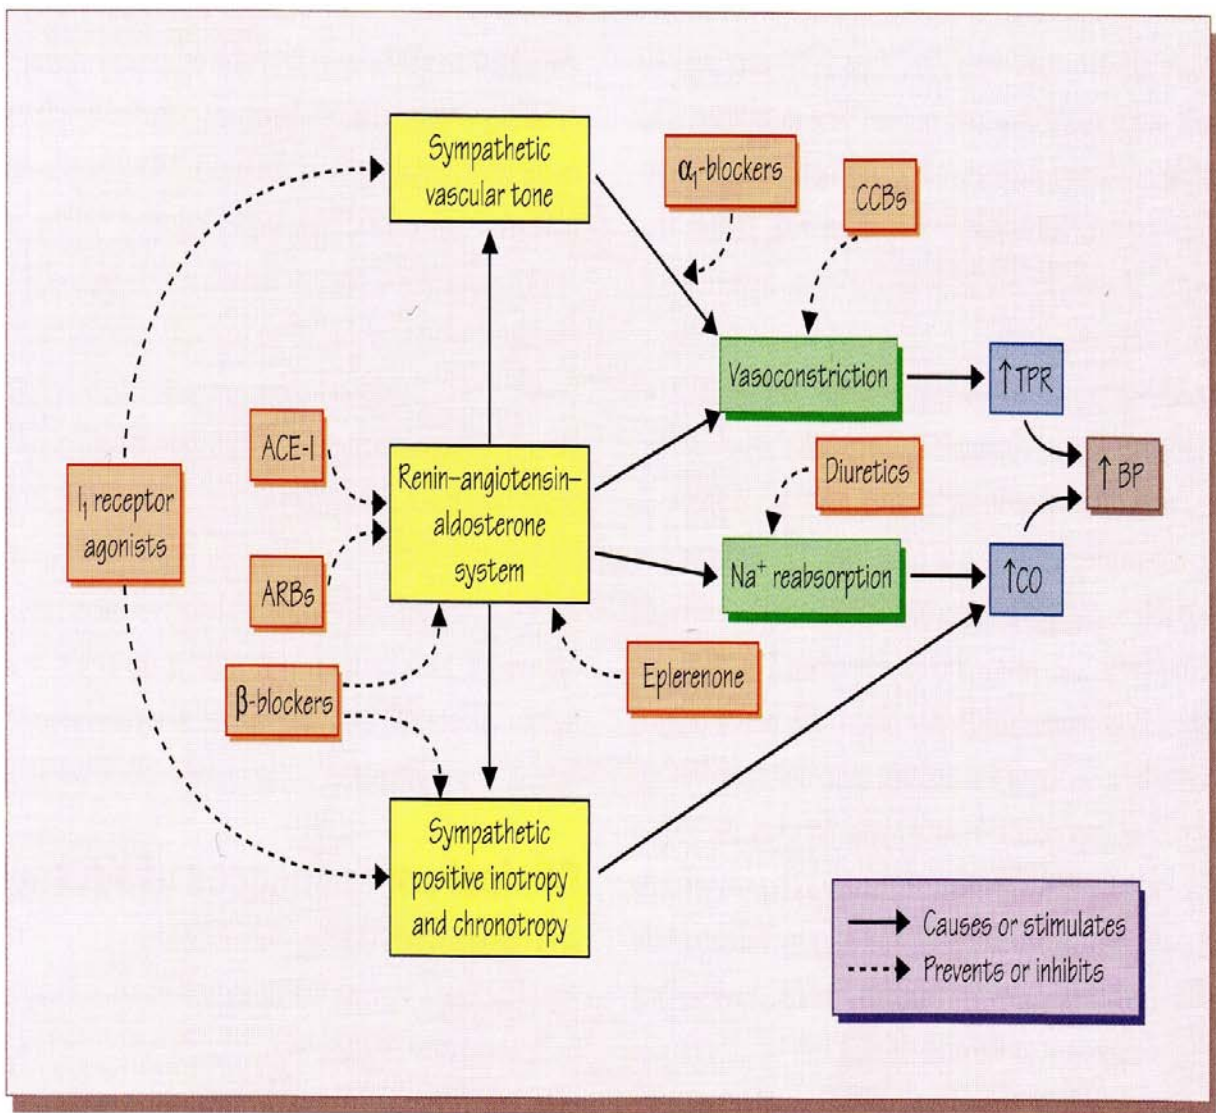 Sympathetic
vascular tone
α₁-blockers
CCBs
Vasoconstriction
↑TPR
ACE-I
Renin–angiotensin–
aldosterone
system
Diuretics
↑ BP
I₁ receptor
agonists
ARBs
Na⁺ reabsorption
↑CO
β-blockers
Eplerenone
Sympathetic
positive inotropy
and chronotropy
Causes or stimulates
Prevents or inhibits